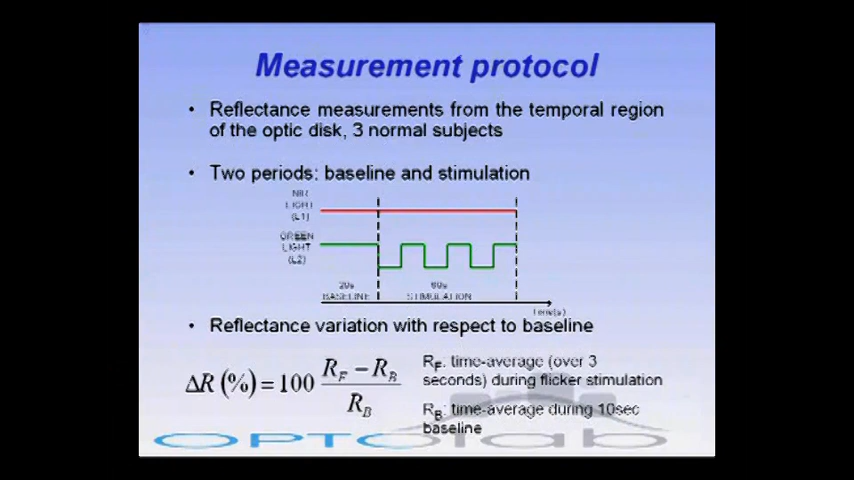 Measurement protocol
• Reflectance measurements from the temporal region
of the optic disk, 3 normal subjects
• Two periods: baseline and stimulation
NIR
LIGHT
(L1)
GREEN
LIGHT
(L2)
20s
BASELINE
60s
STIMULATION
Time(s)
• Reflectance variation with respect to baseline
ΔR(%) = 100 (R_F − R_B) / R_B
R_F: time-average (over 3
seconds) during flicker stimulation
R_B: time-average during 10sec
baseline
OPTOlab